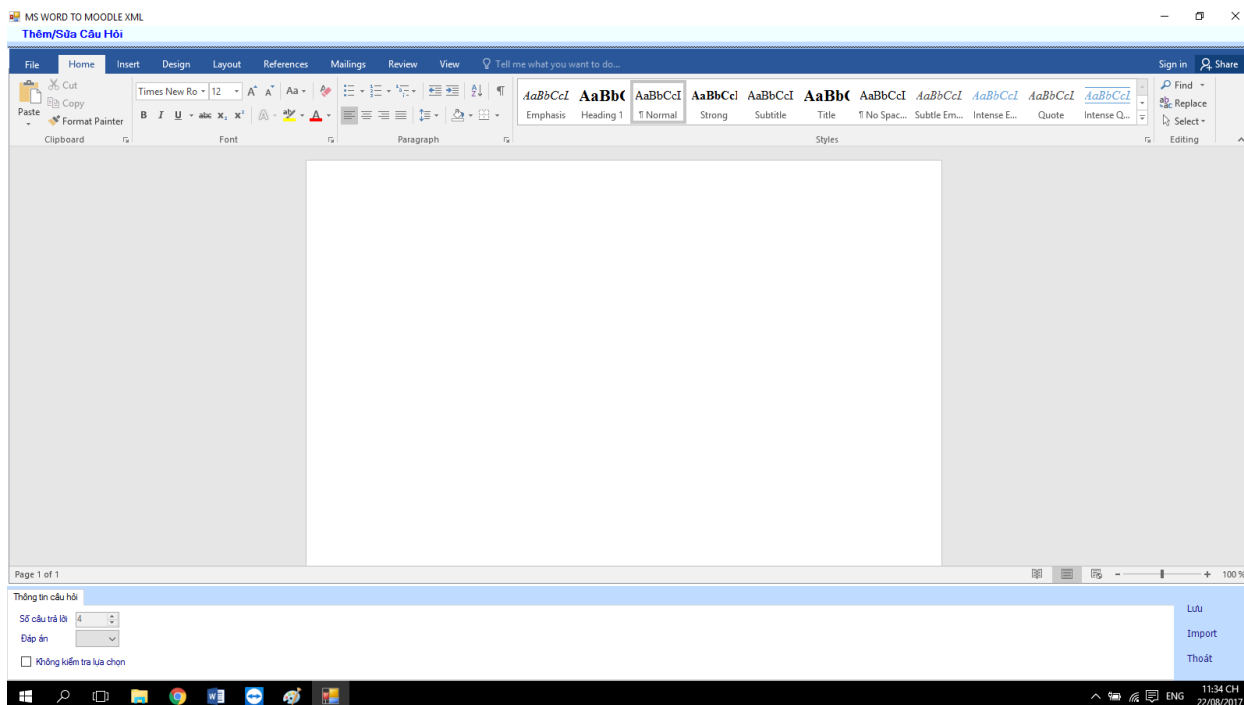 MS WORD TO MOODLE XML
Thêm/Sửa Câu Hỏi
File Home Insert Design Layout References Mailings Review View Tell me what you want to do... Sign in Share
Paste
Cut
Copy
Format Painter
Clipboard
Times New Ro 12 A A Aa
B I U abc x₂ x² A A
Font
Paragraph
AaBbCcL AaBb( AaBbCcI AaBbCcl AaBbCcI AaBb( AaBbCcI AaBbCcL AaBbCcL AaBbCcL AaBbCcL
Emphasis Heading 1 ¶ Normal Strong Subtitle Title ¶ No Spac... Subtle Em... Intense E... Quote Intense Q...
Styles
Find
Replace
Select
Editing
Page 1 of 1
100 %
Thông tin câu hỏi
Số câu trả lời 4
Đáp án
Không kiểm tra lựa chọn
Lưu
Import
Thoát
ENG
11:34 CH
22/08/2017